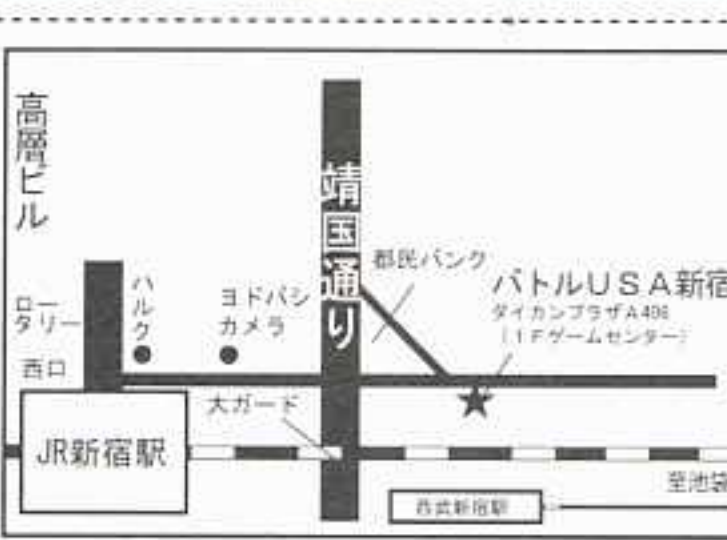 高層ビル
ロー
タリー
西口
ハルク
ヨドバシ
カメラ
靖国通り
都民バンク
バトルUSA新宿
ダイカンプラザA406
(1Fゲームセンター)
大ガード
JR新宿駅
至池袋
西武新宿駅